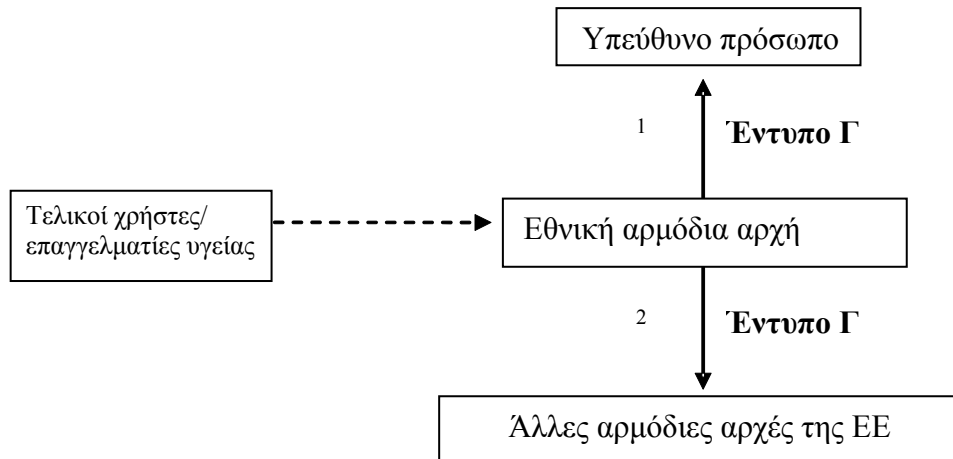 Υπεύθυνο πρόσωπο
1
Έντυπο Γ
Τελικοί χρήστες/
επαγγελματίες υγείας
Εθνική αρμόδια αρχή
2
Έντυπο Γ
Άλλες αρμόδιες αρχές της ΕΕ